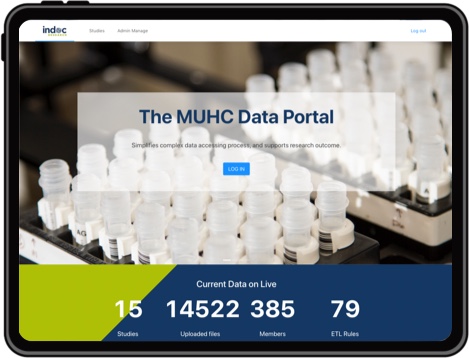 indoc
RESEARCH
Studies
Admin Manage
Log out
The MUHC Data Portal
Simplifies complex data accessing process, and supports research outcome.
LOG IN
Current Data on Live
15 14522 385 79
Studies Uploaded files Members ETL Rules